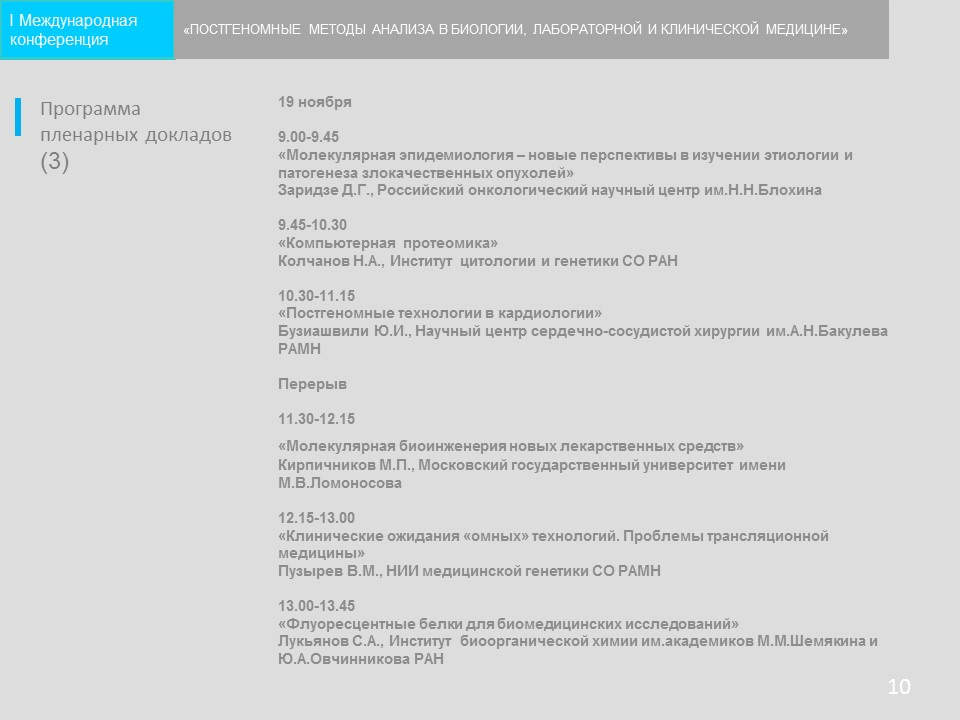 I Международная
конференция
«ПОСТГЕНОМНЫЕ МЕТОДЫ АНАЛИЗА В БИОЛОГИИ, ЛАБОРАТОРНОЙ И КЛИНИЧЕСКОЙ МЕДИЦИНЕ»
Программа
пленарных докладов
(3)
19 ноября
9.00-9.45
«Молекулярная эпидемиология – новые перспективы в изучении этиологии и
патогенеза злокачественных опухолей»
Заридзе Д.Г., Российский онкологический научный центр им.Н.Н.Блохина
9.45-10.30
«Компьютерная протеомика»
Колчанов Н.А., Институт цитологии и генетики СО РАН
10.30-11.15
«Постгеномные технологии в кардиологии»
Бузиашвили Ю.И., Научный центр сердечно-сосудистой хирургии им.А.Н.Бакулева
РАМН
Перерыв
11.30-12.15
«Молекулярная биоинженерия новых лекарственных средств»
Кирпичников М.П., Московский государственный университет имени
М.В.Ломоносова
12.15-13.00
«Клинические ожидания «омных» технологий. Проблемы трансляционной
медицины»
Пузырев В.М., НИИ медицинской генетики СО РАМН
13.00-13.45
«Флуоресцентные белки для биомедицинских исследований»
Лукьянов С.А., Институт биоорганической химии им.академиков М.М.Шемякина и
Ю.А.Овчинникова РАН
10